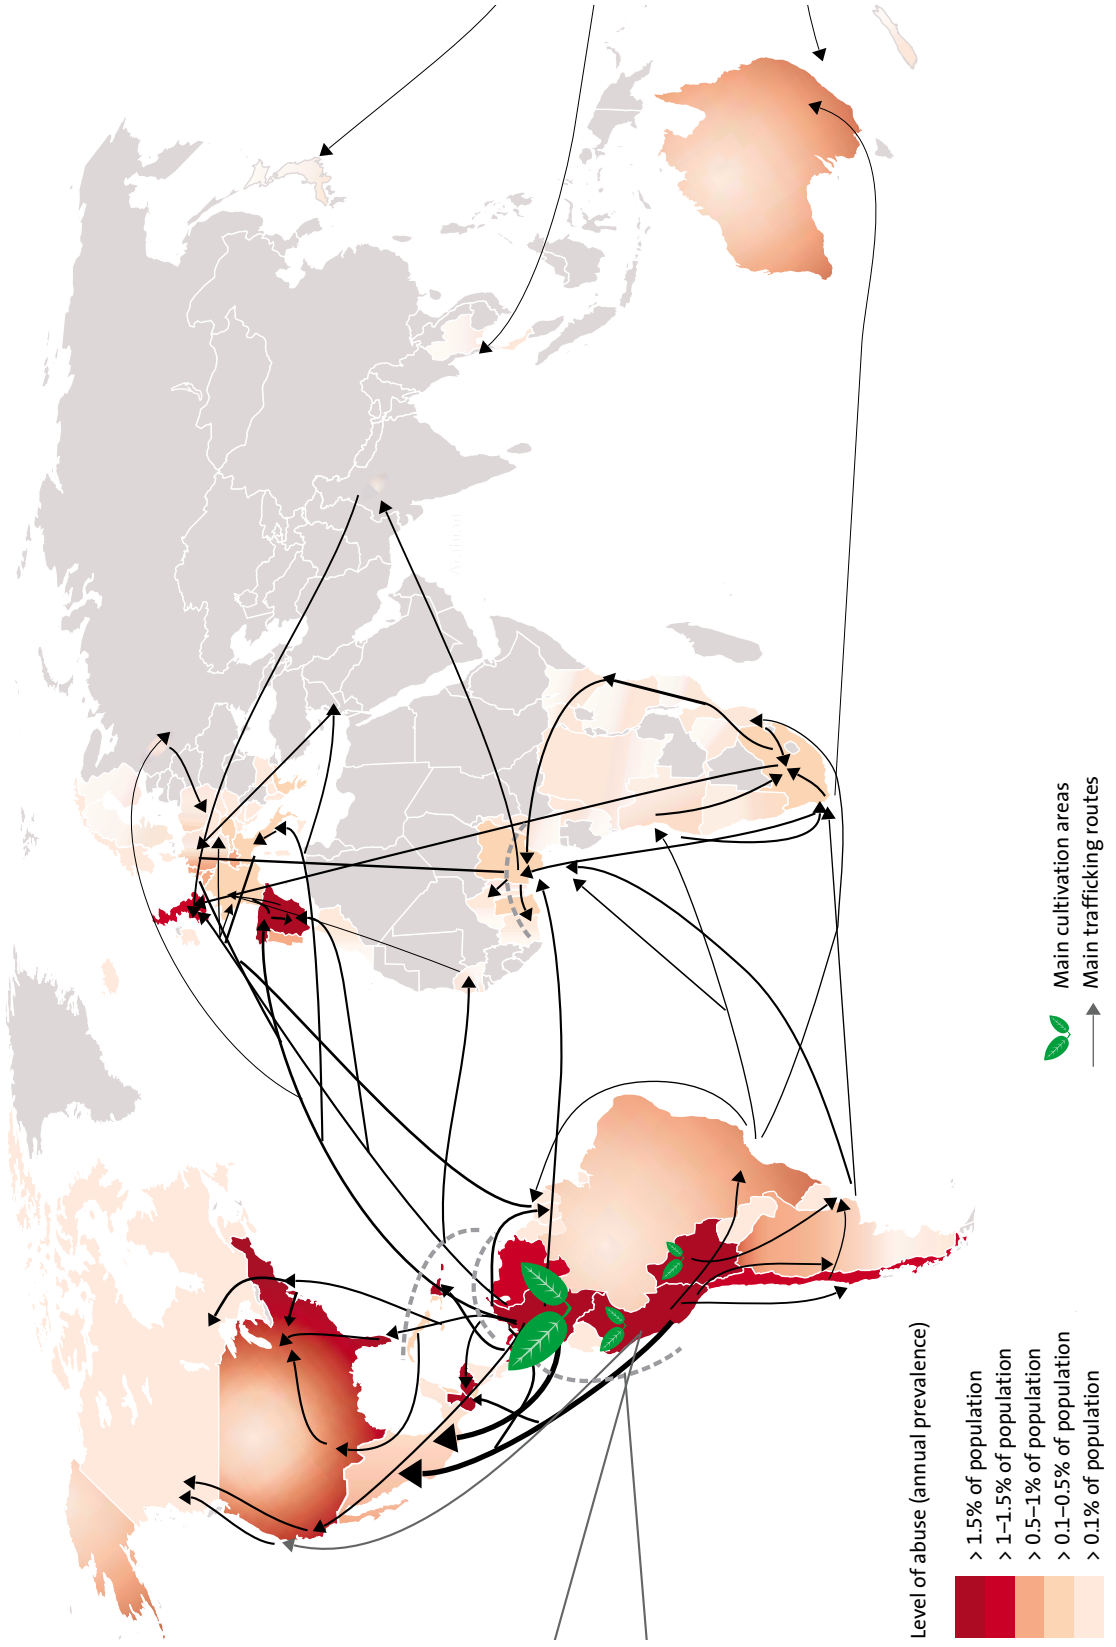 Level of abuse (annual prevalence)
> 1.5% of population
> 1–1.5% of population
> 0.5–1% of population
> 0.1–0.5% of population
> 0.1% of population
Main cultivation areas
Main trafficking routes